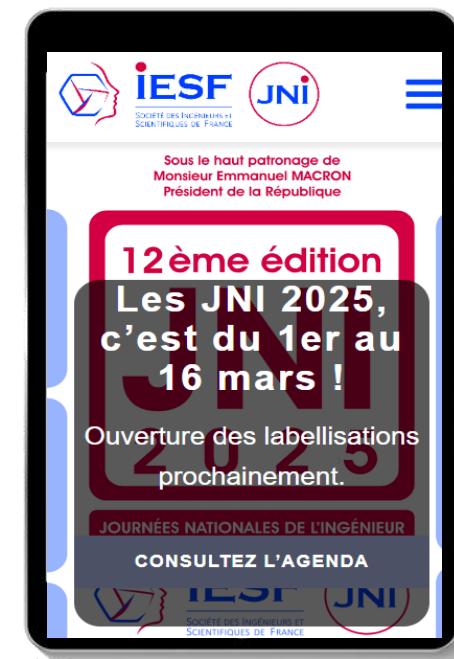 iESF
SOCIÉTÉ DES INGÉNIEURS ET
SCIENTIFIQUES DE FRANCE
JNi
Sous le haut patronage de
Monsieur Emmanuel MACRON
Président de la République
12ème édition
Les JNI 2025,
c’est du 1er au
16 mars !
JNI
Ouverture des labellisations
2025
prochainement.
JOURNÉES NATIONALES DE L'INGÉNIEUR
CONSULTEZ L’AGENDA
IESF
JNI
SOCIÉTÉ DES INGÉNIEURS ET
SCIENTIFIQUES DE FRANCE